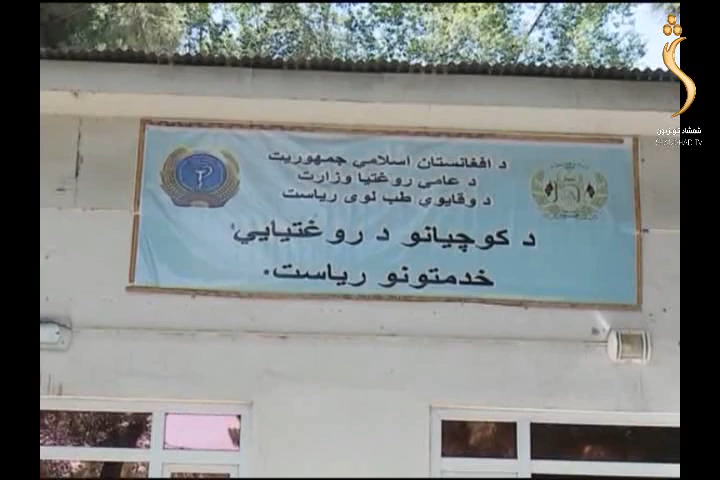 د افغانستان اسلامي جمهوریت
د عامې روغتیا وزارت
د وقایوي طب لوی ریاست
د کوچیانو د روغتیایي
خدمتونو ریاست.
شمشاد تلویزیون
SHAMSHAD TV